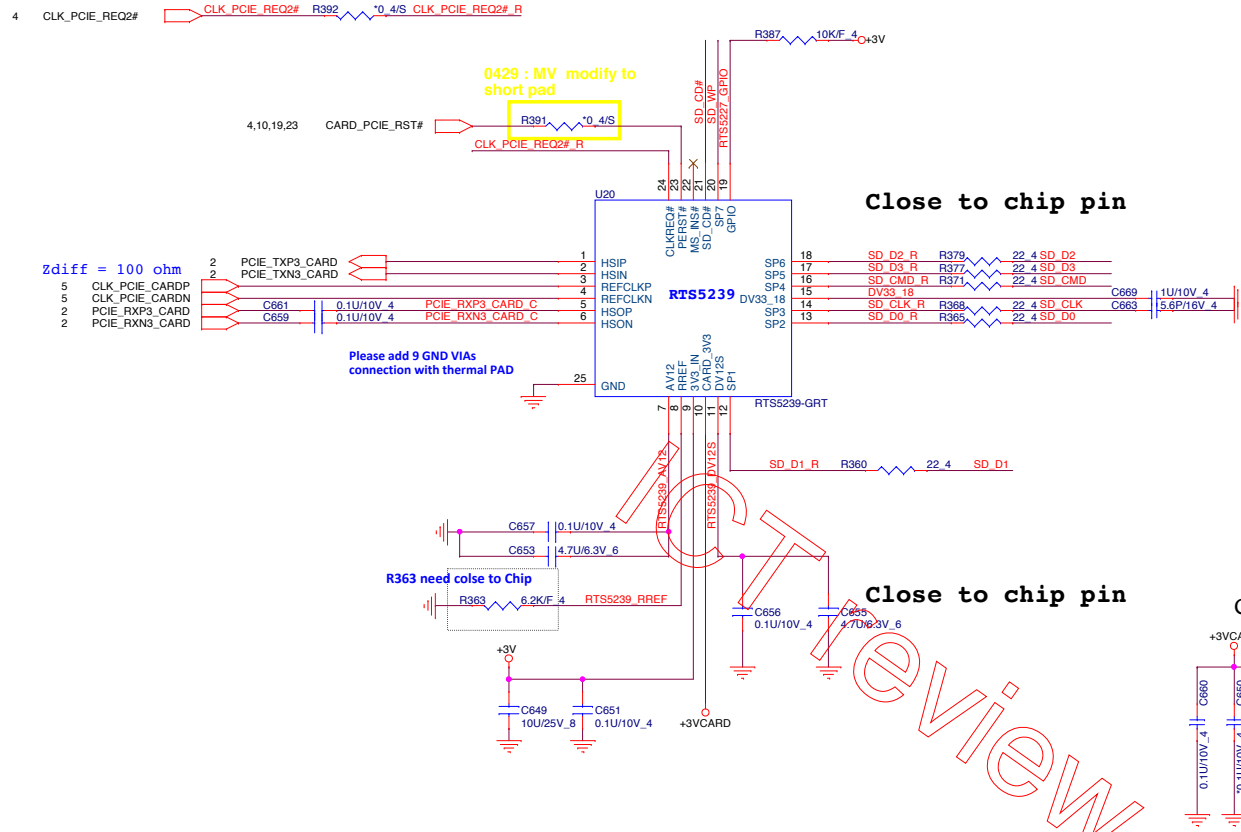 4 CLK_PCIE_REQ2# CLK_PCIE_REQ2# R392 *0_4/S CLK_PCIE_REQ2#_R
R387 10K/F_4 +3V
0429 : MV modify to
short pad
SD_CD#
SD_WP
RTS5227_GPIO
4,10,19,23 CARD_PCIE_RST# R391 *0_4/S
CLK_PCIE_REQ2#_R
24 23 22 21 20 19
U20
Close to chip pin
CLKREQ#
PERST#
MS_INS#
SD_CD#
SP7
GPIO
Zdiff = 100 ohm
2 PCIE_TXP3_CARD 1 HSIP
2 PCIE_TXN3_CARD 2 HSIN
5 CLK_PCIE_CARDP 3 REFCLKP
5 CLK_PCIE_CARDN 4 REFCLKN
2 PCIE_RXP3_CARD C661 0.1U/10V_4 PCIE_RXP3_CARD_C 5 HSOP
2 PCIE_RXN3_CARD C659 0.1U/10V_4 PCIE_RXN3_CARD_C 6 HSON
RTS5239
SP6 18 SD_D2_R R379 22_4 SD_D2
SP5 17 SD_D3_R R377 22_4 SD_D3
SP4 16 SD_CMD_R R371 22_4 SD_CMD
DV33_18 15 DV33_18 C669 1U/10V_4
SP3 14 SD_CLK_R R368 22_4 SD_CLK C663 5.6P/16V_4
SP2 13 SD_D0_R R365 22_4 SD_D0
Please add 9 GND VIAs
connection with thermal PAD
25 GND
AV12
RREF
3V3_IN
CARD_3V3
DV12S
SP1
RTS5239-GRT
7 8 9 10 11 12
RTS5239_AV12
RTS5239_DV12S
SD_D1_R R360 22_4 SD_D1
C657 0.1U/10V_4
C653 4.7U/6.3V_6
R363 need colse to Chip
R363 6.2K/F_4 RTS5239_RREF
Close to chip pin
C656
0.1U/10V_4
C655
4.7U/6.3V_6
+3V
C649
10U/25V_8
C651
0.1U/10V_4
+3VCARD
C660
0.1U/10V_4
ICT review